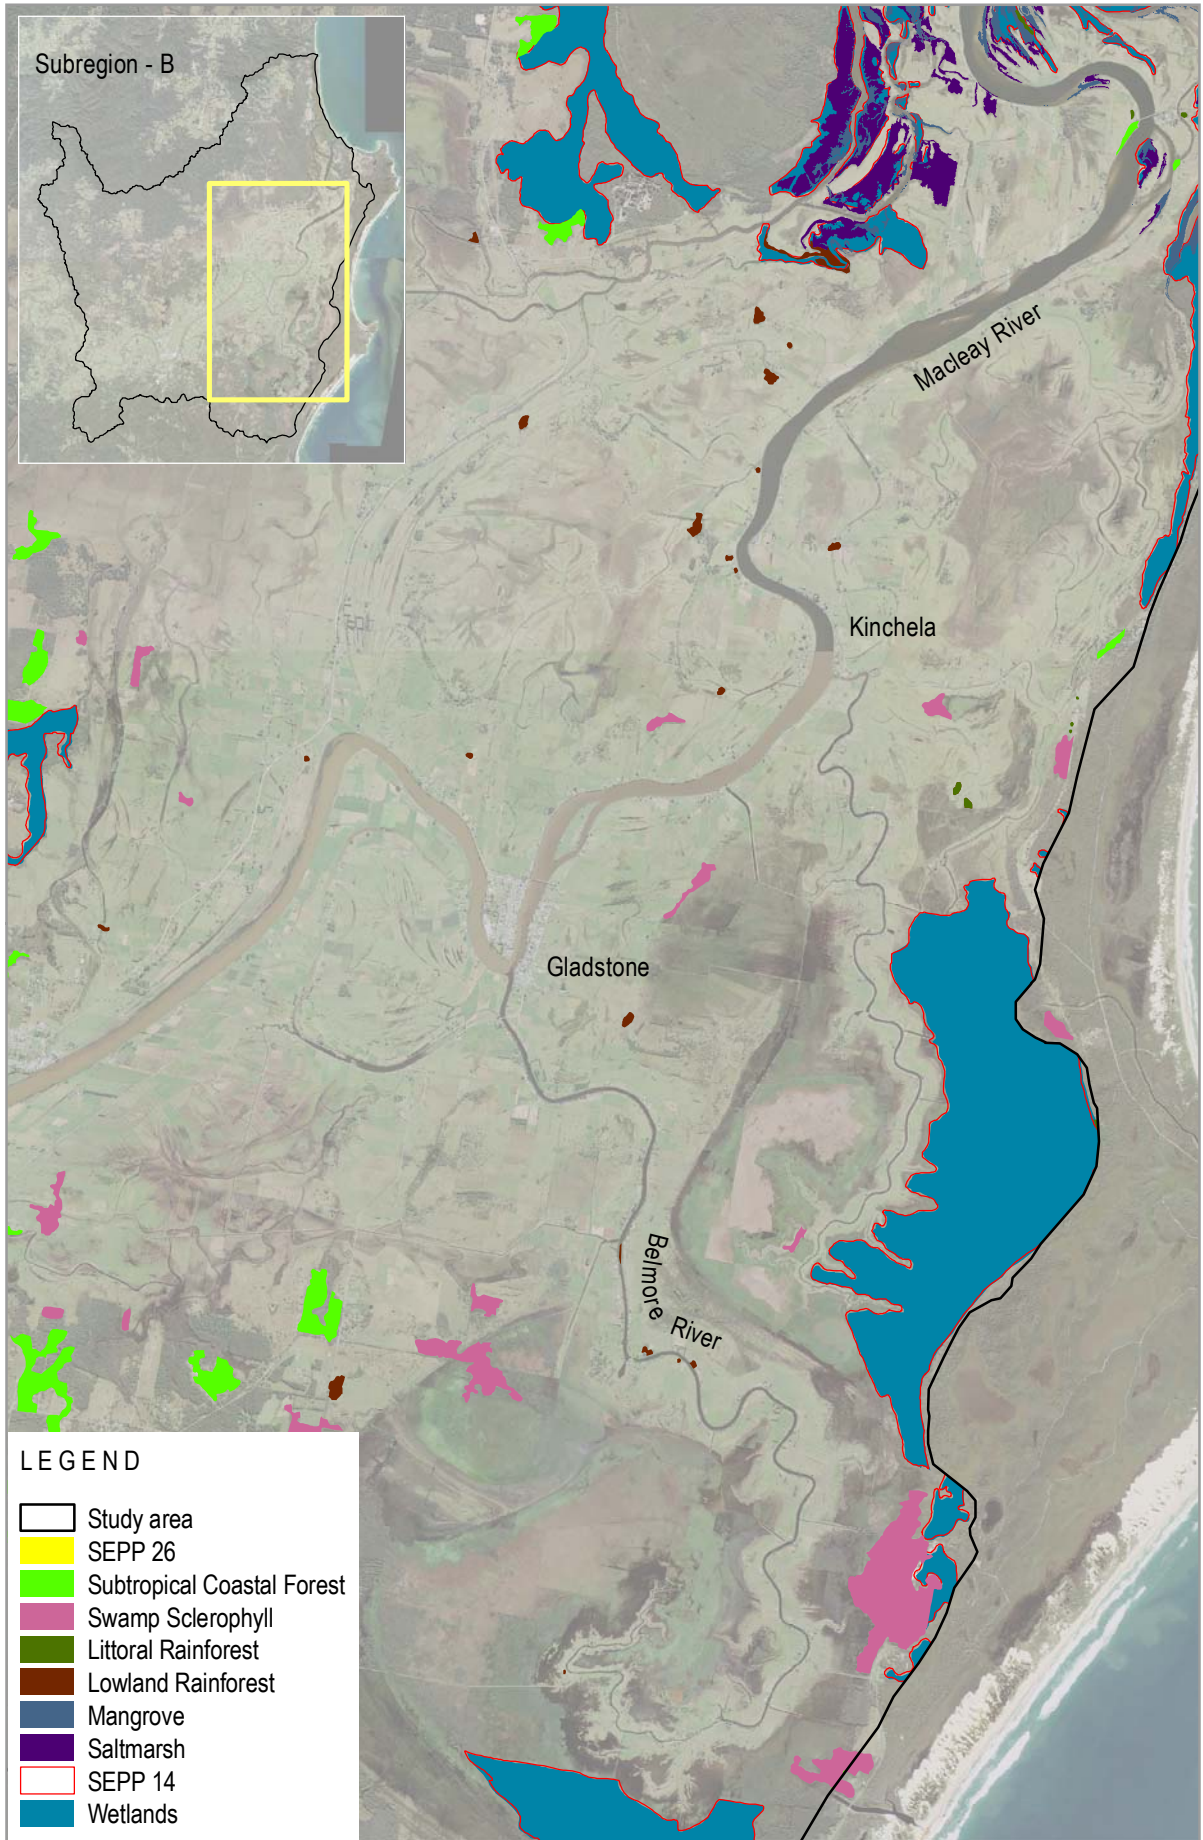 Subregion - B
Macleay River
Kinchela
Gladstone
Belmore River
LEGEND
Study area
SEPP 26
Subtropical Coastal Forest
Swamp Sclerophyll
Littoral Rainforest
Lowland Rainforest
Mangrove
Saltmarsh
SEPP 14
Wetlands